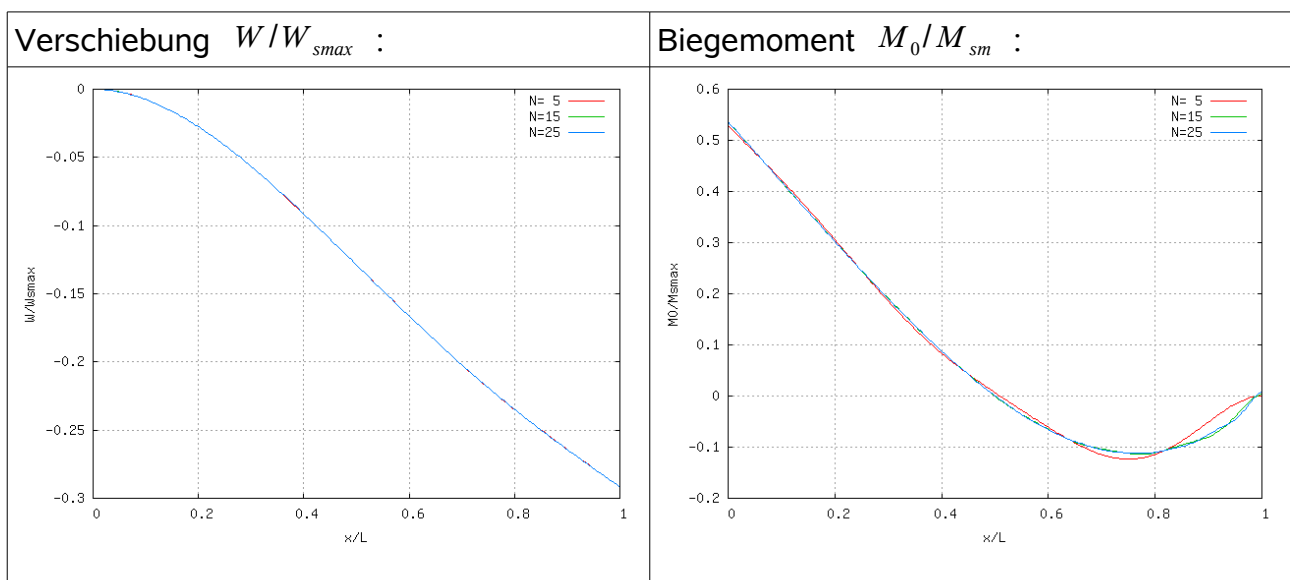 Verschiebung W/W_smax :
Biegemoment M_0/M_sm :
N= 5
N=15
N=25
0
-0.05
-0.1
-0.15
-0.2
-0.25
-0.3
W/Wsmax
0 0.2 0.4 0.6 0.8 1
x/L
N= 5
N=15
N=25
0.6
0.5
0.4
0.3
0.2
0.1
0
-0.1
-0.2
M0/Msmax
0 0.2 0.4 0.6 0.8 1
x/L